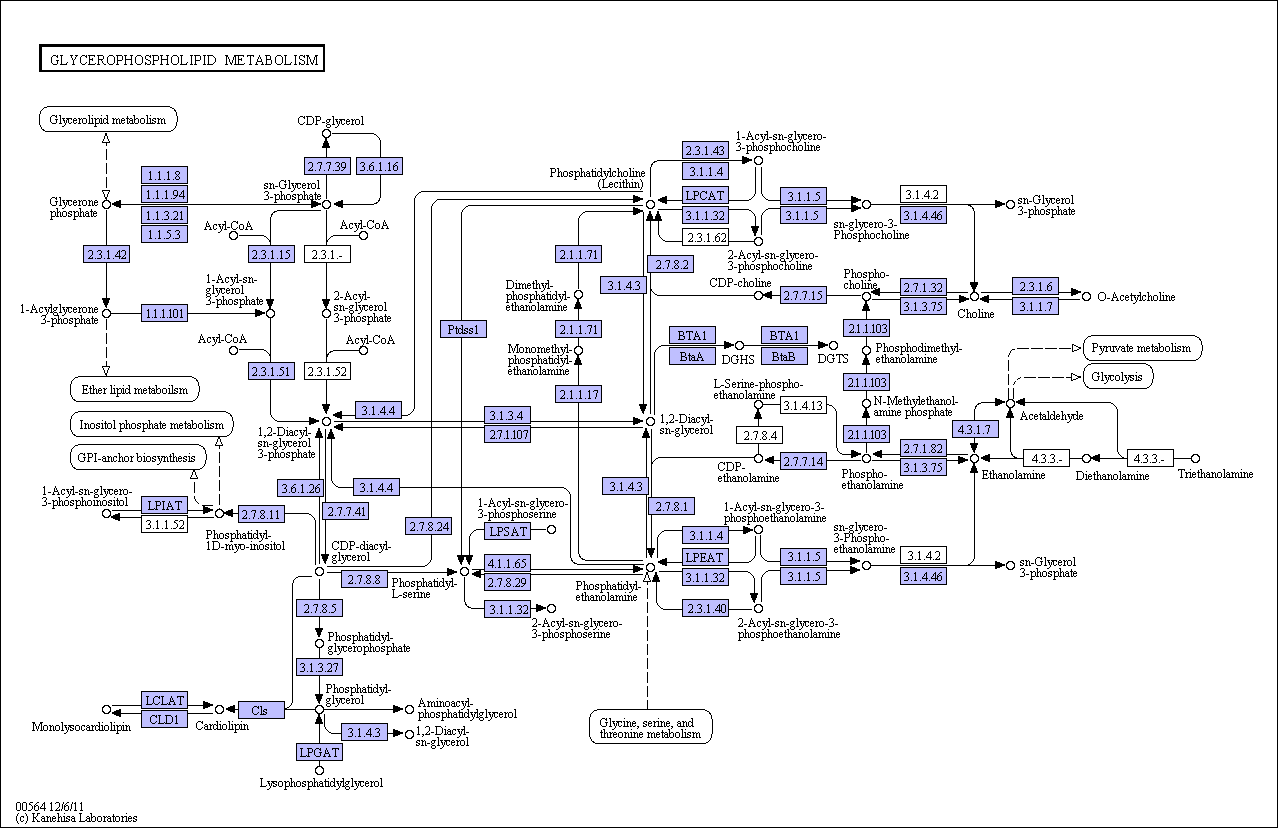 GLYCEROPHOSPHOLIPID METABOLISM
Glycerolipid metabolism
CDP-glycerol
2.7.7.39
3.6.1.16
sn-Glycerol
3-phosphate
1.1.1.8
1.1.1.94
1.1.3.21
1.1.5.3
Glycerone
phosphate
2.3.1.42
Acyl-CoA
2.3.1.15
Acyl-CoA
2.3.1.-
1-Acyl-sn-
glycerol
3-phosphate
2-Acyl-
sn-glycerol
3-phosphate
1-Acylglycerone
3-phosphate
1.1.1.101
Acyl-CoA
2.3.1.51
Acyl-CoA
2.3.1.52
Ether lipid metaboilsm
Inositol phosphate metabolism
GPI-anchor biosynthesis
1,2-Diacyl-
sn-glycerol
3-phosphate
3.1.4.4
3.1.3.4
2.7.1.107
1,2-Diacyl-
sn-glycerol
1-Acyl-sn-glycero-
3-phosphoinositol
LPIAT
3.1.1.52
Phosphatidyl-
1D-myo-inositol
2.7.8.11
3.6.1.26
2.7.7.41
3.1.4.4
2.7.8.24
CDP-diacyl-
glycerol
2.7.8.8
Phosphatidyl-
L-serine
1-Acyl-sn-glycero-
3-phosphoserine
LPSAT
4.1.1.65
2.7.8.29
3.1.1.32
2-Acyl-sn-glycero-
3-phosphoserine
2.7.8.5
Phosphatidyl-
glycerophosphate
3.1.3.27
Phosphatidyl-
glycerol
LCLAT
CLD1
Monolysocardiolipin
Cardiolipin
Cls
Aminoacyl-
phosphatidylglycerol
3.1.4.3
1,2-Diacyl-
sn-glycerol
LPGAT
Lysophosphatidylglycerol
Phosphatidylcholine
(Lecithin)
Ptdss1
2.1.1.71
Dimethyl-
phosphatidyl-
ethanolamine
2.1.1.71
Monomethyl-
phosphatidyl-
ethanolamine
2.1.1.17
3.1.4.3
2.7.8.2
2.3.1.43
3.1.1.4
LPCAT
3.1.1.32
2.3.1.62
1-Acyl-sn-glycero-
3-phosphocholine
2-Acyl-sn-glycero-
3-phosphocholine
3.1.1.5
3.1.1.5
sn-glycero-3-
Phosphocholine
3.1.4.2
3.1.4.46
sn-Glycerol
3-phosphate
CDP-choline
2.7.7.15
Phospho-
choline
2.7.1.32
3.1.3.75
Choline
2.3.1.6
3.1.1.7
O-Acetylcholine
BTA1
BtaA
DGHS
BTA1
BtaB
DGTS
2.1.1.103
Phosphodimethyl-
ethanolamine
2.1.1.103
N-Methylethanol-
amine phosphate
2.1.1.103
L-Serine-phospho-
ethanolamine
3.1.4.13
2.7.8.4
CDP-
ethanolamine
2.7.7.14
Phospho-
ethanolamine
2.7.1.82
3.1.3.75
4.3.1.7
Acetaldehyde
Pyruvate metabolism
Glycolysis
Ethanolamine
4.3.3.-
Diethanolamine
4.3.3.-
Triethanolamine
3.1.4.3
2.7.8.1
1-Acyl-sn-glycero-3-
phosphoethanolamine
3.1.1.4
LPEAT
3.1.1.32
2.3.1.40
Phosphatidyl-
ethanolamine
2-Acyl-sn-glycero-3-
phosphoethanolamine
3.1.1.5
3.1.1.5
sn-glycero-
3-Phospho-
ethanolamine
3.1.4.2
3.1.4.46
sn-Glycerol
3-phosphate
Glycine, serine, and
threonine metabolism
00564 12/6/11
(c) Kanehisa Laboratories